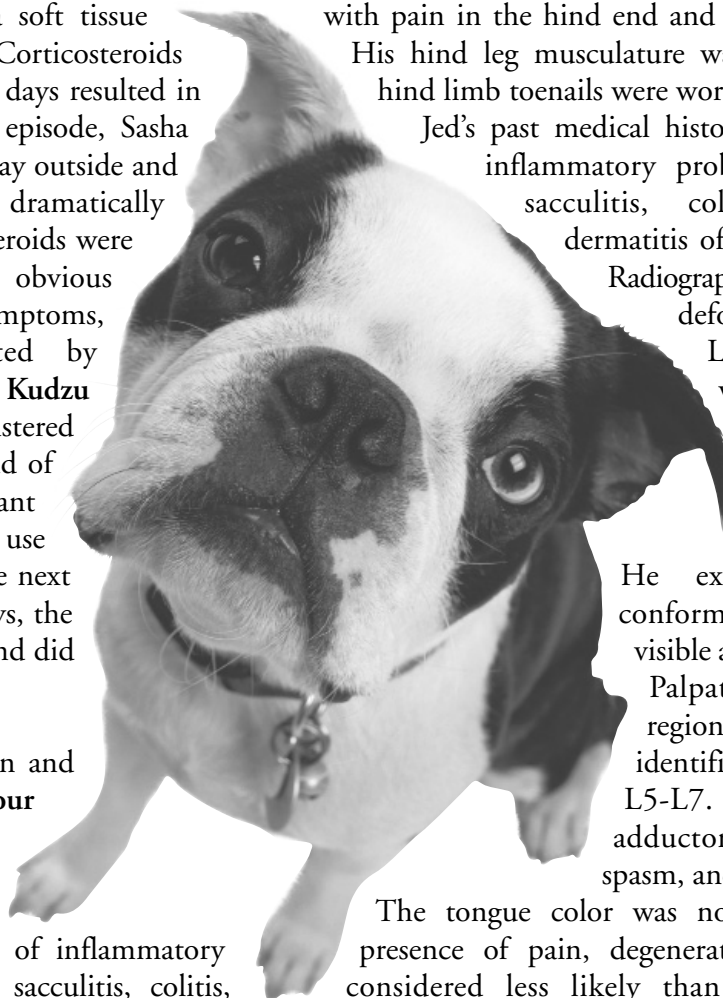 a soft tissue
Corticosteroids
days resulted in
episode, Sasha
ay outside and
dramatically
eroids were
obvious
mptoms,
ted by
Kudzu
istered
d of
ant
use
e next
ys, the
nd did
n and
our
of inflammatory
sacculitis, colitis,
with pain in the hind end and
His hind leg musculature wa
hind limb toenails were wor
Jed's past medical histo
inflammatory prob
sacculitis, col
dermatitis of
Radiograp
defo
L
He ex
conform
visible a
Palpat
region
identifi
L5-L7.
adductor
spasm, an
The tongue color was no
presence of pain, degenerat
considered less likely than